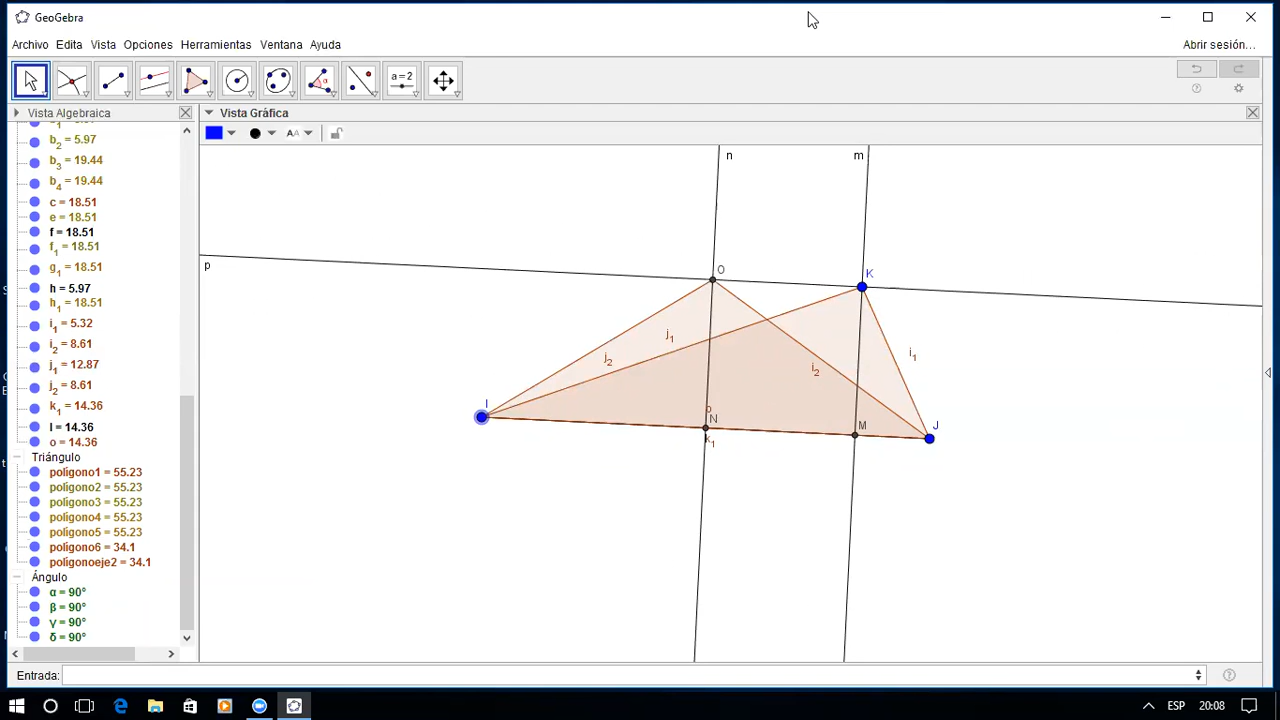 GeoGebra
Archivo Edita Vista Opciones Herramientas Ventana Ayuda
Abrir sesión...
a=2
Vista Algebraica
Vista Gráfica
AA
b2 = 5.97
b3 = 19.44
b4 = 19.44
c = 18.51
e = 18.51
f = 18.51
f1 = 18.51
g1 = 18.51
h = 5.97
h1 = 18.51
i1 = 5.32
i2 = 8.61
j1 = 12.87
j2 = 8.61
k1 = 14.36
l = 14.36
o = 14.36
Triángulo
polígono1 = 55.23
polígono2 = 55.23
polígono3 = 55.23
polígono4 = 55.23
polígono5 = 55.23
polígono6 = 34.1
polígonoeje2 = 34.1
Ángulo
α = 90°
β = 90°
γ = 90°
δ = 90°
n
m
p
O
K
j1
j2
i2
i1
I
o
N
k1
M
J
Entrada:
ESP
20:08